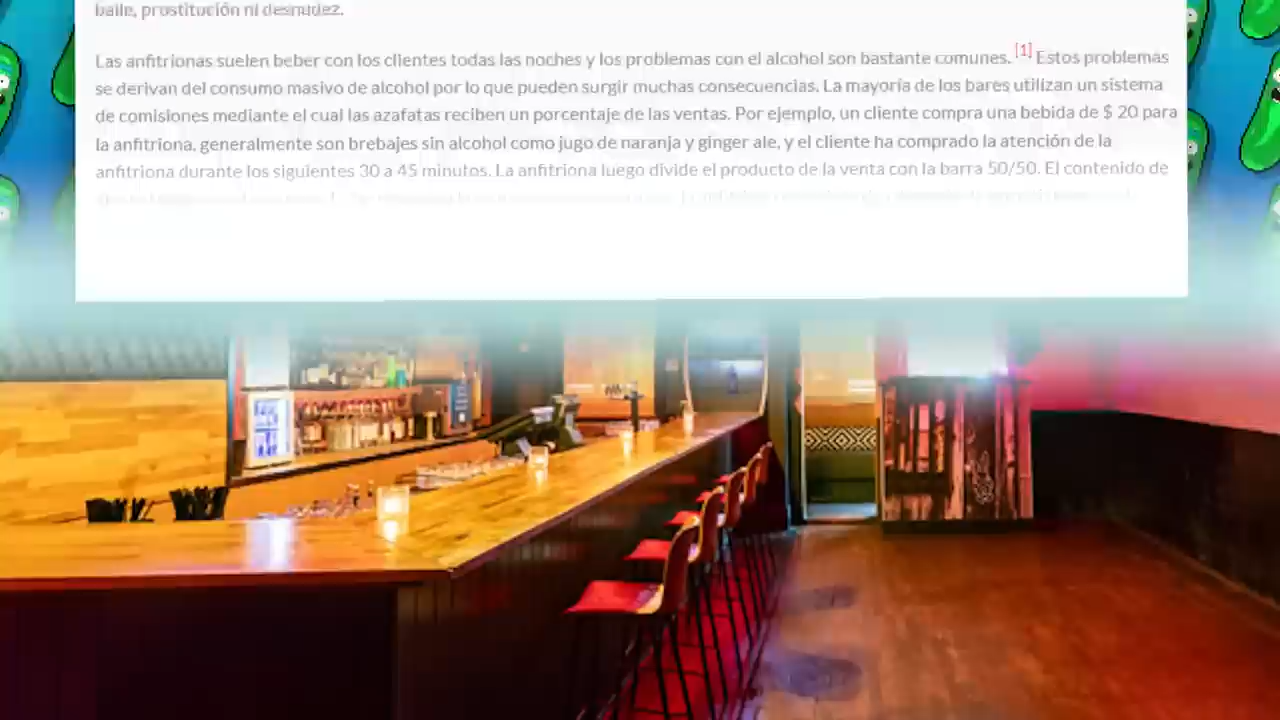 baile, prostitución ni desnudez.
Las anfitrionas suelen beber con los clientes todas las noches y los problemas con el alcohol son bastante comunes. [1] Estos problemas
se derivan del consumo masivo de alcohol por lo que pueden surgir muchas consecuencias. La mayoría de los bares utilizan un sistema
de comisiones mediante el cual las azafatas reciben un porcentaje de las ventas. Por ejemplo, un cliente compra una bebida de $ 20 para
la anfitriona, generalmente son brebajes sin alcohol como jugo de naranja y ginger ale, y el cliente ha comprado la atención de la
anfitriona durante los siguientes 30 a 45 minutos. La anfitriona luego divide el producto de la venta con la barra 50/50. El contenido de